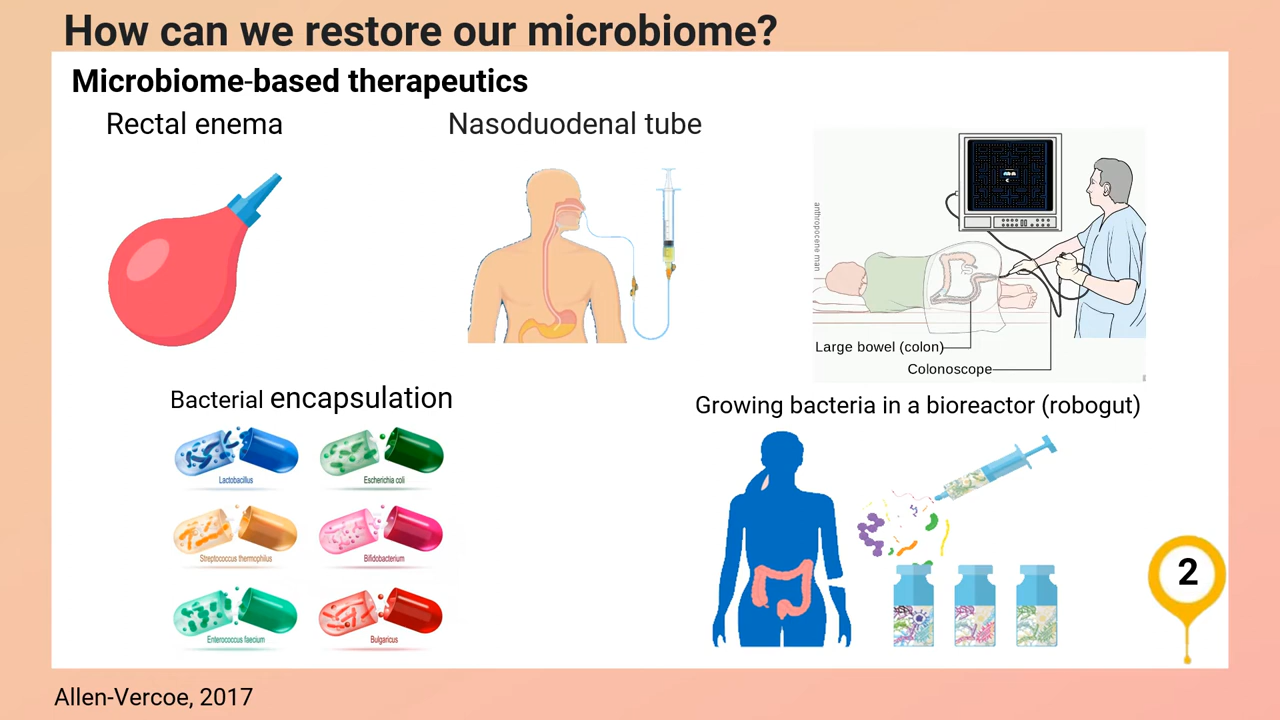 How can we restore our microbiome?
Microbiome-based therapeutics
Rectal enema
Nasoduodenal tube
anthropocene man
Large bowel (colon)
Colonoscope
Bacterial encapsulation
Lactobacillus
Escherichia coli
Streptococcus thermophilus
Bifidobacterium
Enterococcus faecium
Bulgaricus
Growing bacteria in a bioreactor (robogut)
2
Allen-Vercoe, 2017